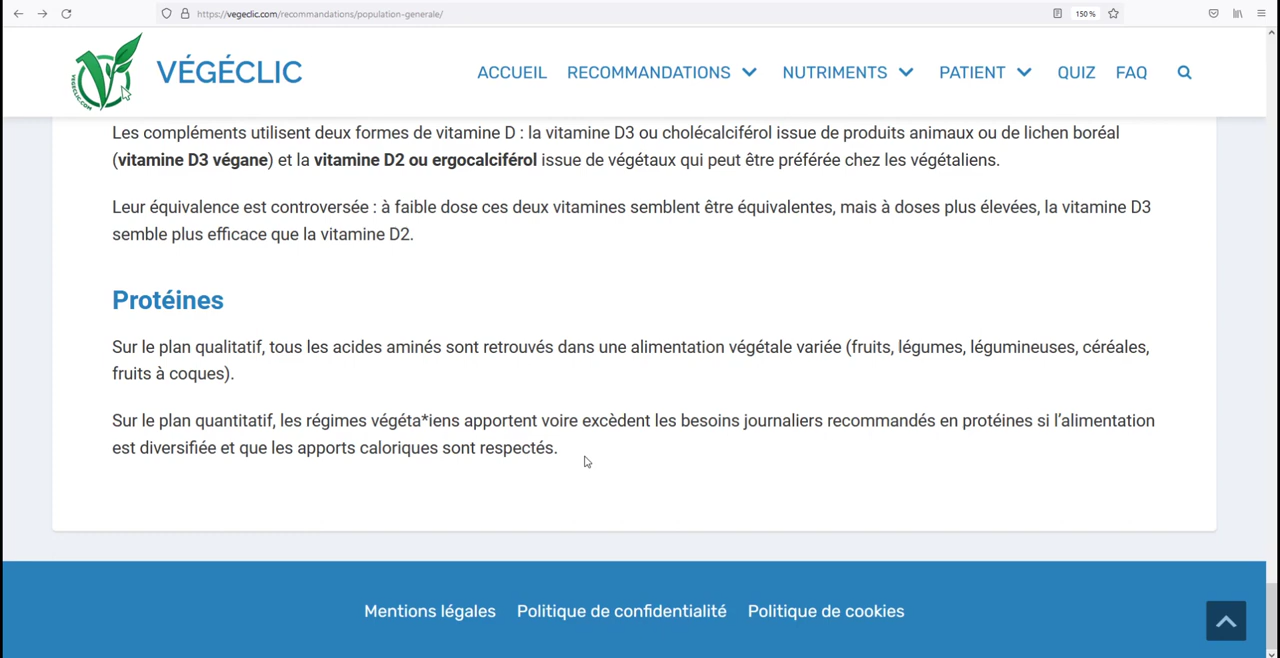 https://vegeclic.com/recommandations/population-generale/
150 %
VEGECLIC.COM
VÉGÉCLIC
ACCUEIL RECOMMANDATIONS NUTRIMENTS PATIENT QUIZ FAQ
Les compléments utilisent deux formes de vitamine D : la vitamine D3 ou cholécalciférol issue de produits animaux ou de lichen boréal
(vitamine D3 végane) et la vitamine D2 ou ergocalciférol issue de végétaux qui peut être préférée chez les végétaliens.
Leur équivalence est controversée : à faible dose ces deux vitamines semblent être équivalentes, mais à doses plus élevées, la vitamine D3
semble plus efficace que la vitamine D2.
Protéines
Sur le plan qualitatif, tous les acides aminés sont retrouvés dans une alimentation végétale variée (fruits, légumes, légumineuses, céréales,
fruits à coques).
Sur le plan quantitatif, les régimes végéta*iens apportent voire excèdent les besoins journaliers recommandés en protéines si l’alimentation
est diversifiée et que les apports caloriques sont respectés.
Mentions légales Politique de confidentialité Politique de cookies